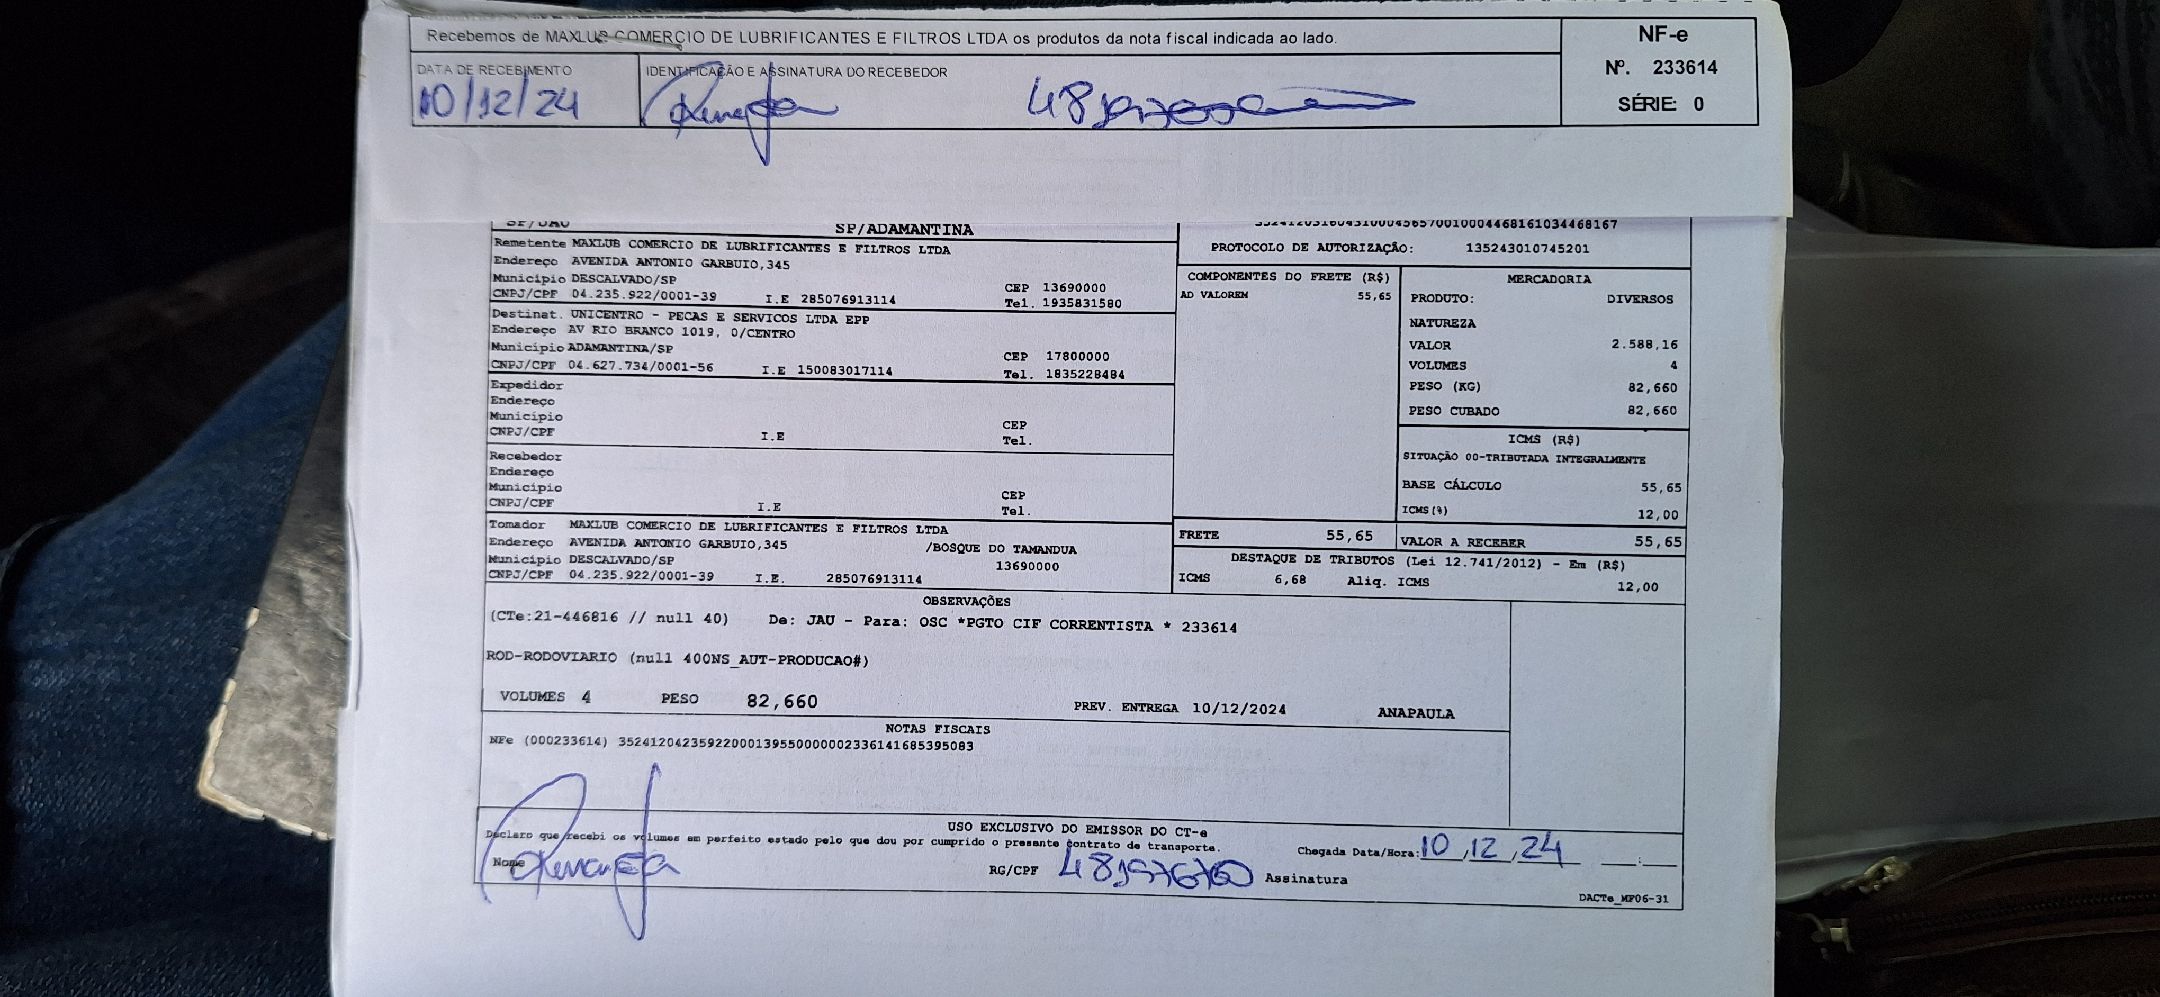 Recebemos de MAXLUB COMERCIO DE LUBRIFICANTES E FILTROS LTDA os produtos da nota fiscal indicada ao lado.
NF-e
Nº. 233614
SÉRIE: 0
DATA DE RECEBIMENTO
10/12/24
IDENTIFICAÇÃO E ASSINATURA DO RECEBEDOR
SP/JAU
SP/ADAMANTINA
PROTOCOLO DE AUTORIZAÇÃO: 135243010745201
Remetente MAXLUB COMERCIO DE LUBRIFICANTES E FILTROS LTDA
Endereço AVENIDA ANTONIO GARBUIO,345
Município DESCALVADO/SP CEP 13690000
CNPJ/CPF 04.235.922/0001-39 I.E 285076913114 Tel. 1935831580
Destinat. UNICENTRO - PECAS E SERVICOS LTDA EPP
Endereço AV RIO BRANCO 1019, 0/CENTRO
Município ADAMANTINA/SP CEP 17800000
CNPJ/CPF 04.627.734/0001-56 I.E 150083017114 Tel. 1835228484
Expedidor
Endereço
Município CEP
CNPJ/CPF I.E Tel.
Recebedor
Endereço
Município CEP
CNPJ/CPF I.E Tel.
Tomador MAXLUB COMERCIO DE LUBRIFICANTES E FILTROS LTDA
Endereço AVENIDA ANTONIO GARBUIO,345 /BOSQUE DO TAMANDUA
Município DESCALVADO/SP 13690000
CNPJ/CPF 04.235.922/0001-39 I.E. 285076913114
COMPONENTES DO FRETE (R$)
AD VALOREM 55,65
MERCADORIA
PRODUTO: DIVERSOS
NATUREZA
VALOR 2.588,16
VOLUMES 4
PESO (KG) 82,660
PESO CUBADO 82,660
ICMS (R$)
SITUAÇÃO 00-TRIBUTADA INTEGRALMENTE
BASE CÁLCULO 55,65
ICMS(%) 12,00
FRETE 55,65
VALOR A RECEBER 55,65
DESTAQUE DE TRIBUTOS (Lei 12.741/2012) - Em (R$)
ICMS 6,68 Aliq. ICMS 12,00
OBSERVAÇÕES
(CTe:21-446816 // null 40) De: JAU - Para: OSC *PGTO CIF CORRENTISTA * 233614
ROD-RODOVIARIO (null 400NS_AUT-PRODUCAO#)
VOLUMES 4 PESO 82,660 PREV. ENTREGA 10/12/2024 ANAPAULA
NOTAS FISCAIS
NFe (000233614) 35241204235922000139550000002336141685395083
USO EXCLUSIVO DO EMISSOR DO CT-e
Declaro que recebi os volumes em perfeito estado pelo que dou por cumprido o presente contrato de transporte.
Chegada Data/Hora: 10,12,24 __:__
Nome
RG/CPF
Assinatura
DACTe_MF06-31